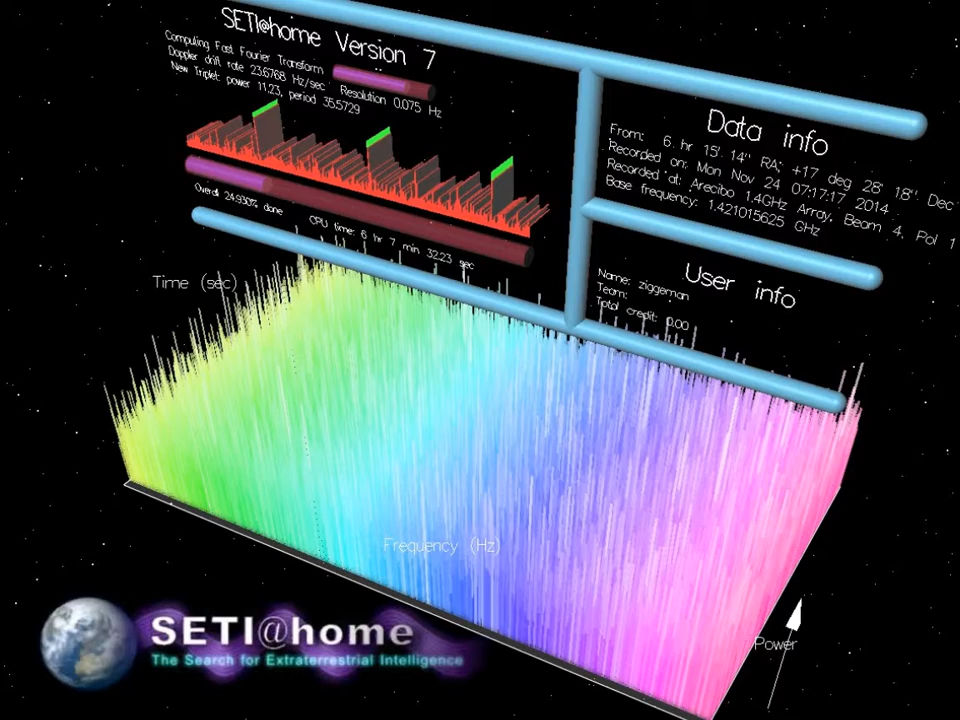 SETI@home Version 7
Computing Fast Fourier Transform
Doppler drift rate 23.6768 Hz/sec Resolution 0.075 Hz
New Triplet: power 11.23, period 35.5729
Overall 24.930% done
CPU time: 6 hr 7 min 32.23 sec
Data info
From: 6 hr 15' 14'' RA; +17 deg 28' 18'' Dec
Recorded on: Mon Nov 24 07:17:17 2014
Recorded at: Arecibo 1.4GHz Array, Beam 4, Pol 1
Base frequency: 1.421015625 GHz
User info
Name: ziggeman
Team:
Total credit: 0.00
Time (sec)
Frequency (Hz)
Power
SETI@home
The Search for Extraterrestrial Intelligence